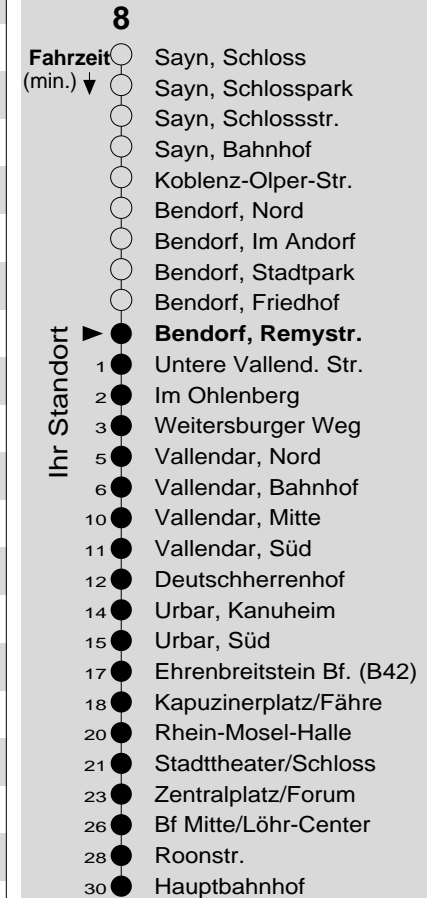 8
Fahrzeit Sayn, Schloss
(min.) Sayn, Schlosspark
Sayn, Schlossstr.
Sayn, Bahnhof
Koblenz-Olper-Str.
Bendorf, Nord
Bendorf, Im Andorf
Bendorf, Stadtpark
Bendorf, Friedhof
Ihr Standort
Bendorf, Remystr.
1 Untere Vallend. Str.
2 Im Ohlenberg
3 Weitersburger Weg
5 Vallendar, Nord
6 Vallendar, Bahnhof
10 Vallendar, Mitte
11 Vallendar, Süd
12 Deutschherrenhof
14 Urbar, Kanuheim
15 Urbar, Süd
17 Ehrenbreitstein Bf. (B42)
18 Kapuzinerplatz/Fähre
20 Rhein-Mosel-Halle
21 Stadttheater/Schloss
23 Zentralplatz/Forum
26 Bf Mitte/Löhr-Center
28 Roonstr.
30 Hauptbahnhof